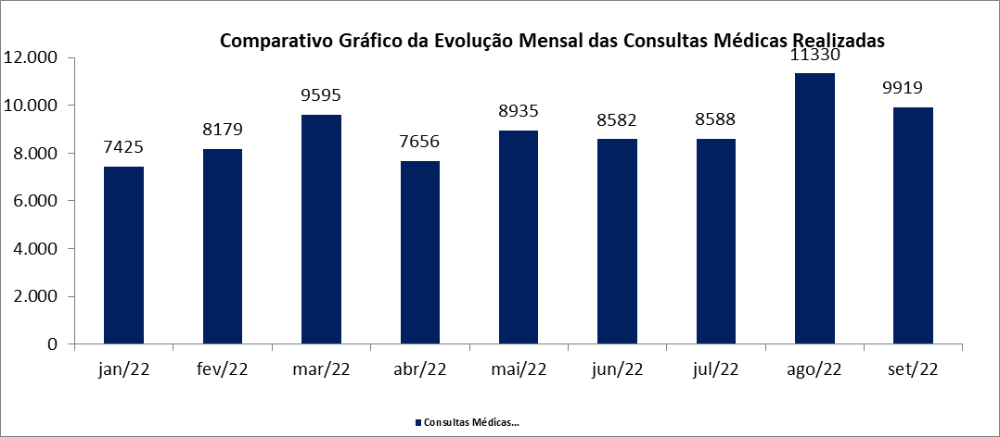 Comparativo Gráfico da Evolução Mensal das Consultas Médicas Realizadas
12.000
10.000
8.000
6.000
4.000
2.000
0
7425
8179
9595
7656
8935
8582
8588
11330
9919
jan/22
fev/22
mar/22
abr/22
mai/22
jun/22
jul/22
ago/22
set/22
Consultas Médicas...